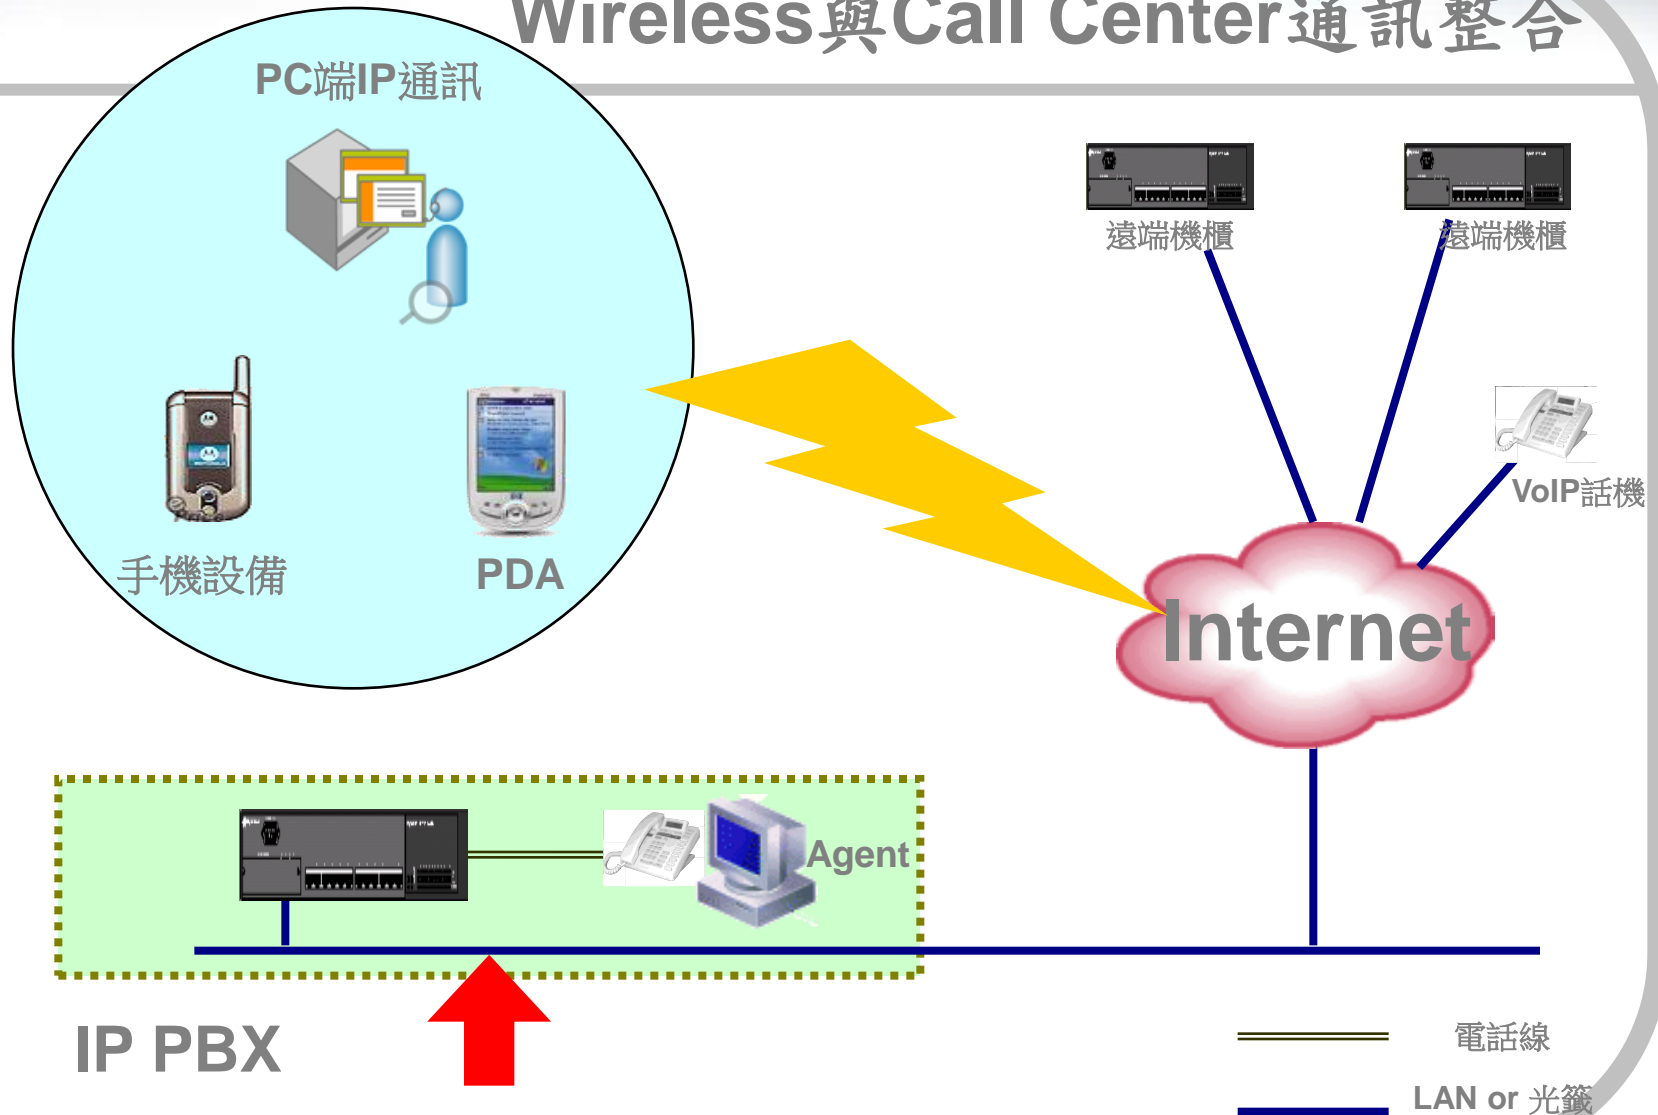 Wireless與Call Center通訊整合
PC端IP通訊
遠端機櫃
遠端機櫃
VoIP話機
手機設備
PDA
Internet
Agent
IP PBX
電話線
LAN or 光籤